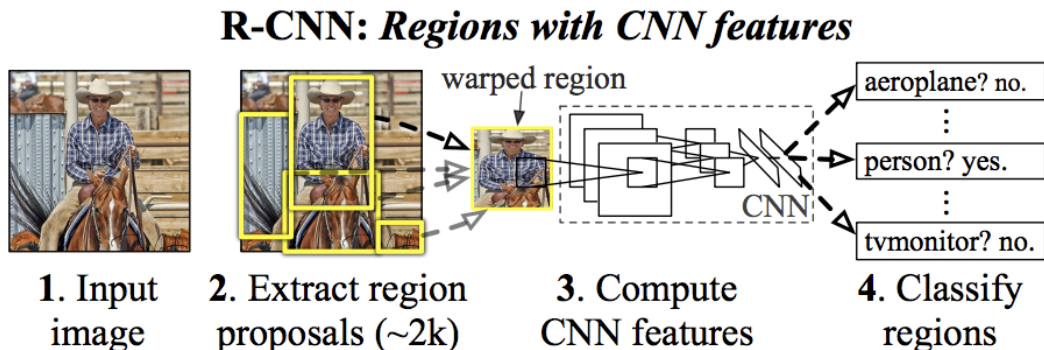 R-CNN: Regions with CNN features
warped region
aeroplane? no.
person? yes.
tvmonitor? no.
CNN
1. Input
image
2. Extract region
proposals (~2k)
3. Compute
CNN features
4. Classify
regions